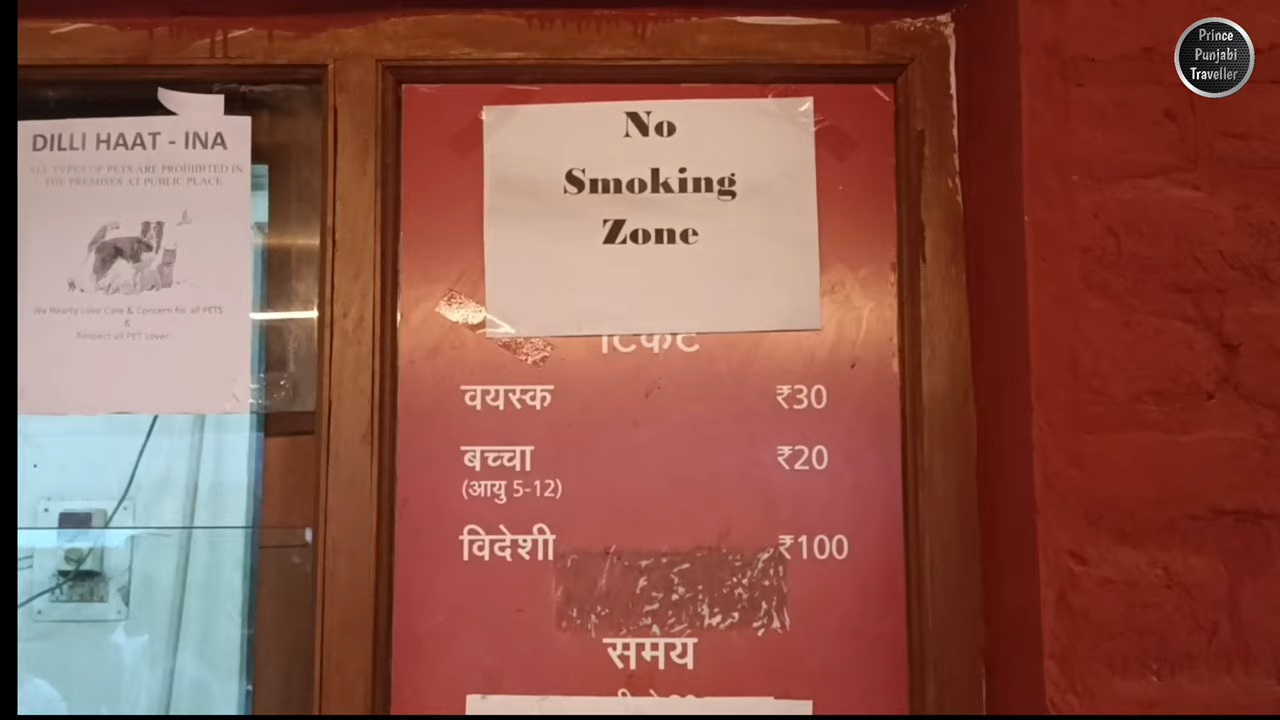 Prince
Punjabi
Traveller
DILLI HAAT - INA
ALL TYPES OF PETS ARE PROHIBITED IN
THE PREMISES AT PUBLIC PLACE
We Hearty Love Care & Concern for all PETS
&
Respect all PET Lover
No
Smoking
Zone
टिकट
वयस्क ₹30
बच्चा ₹20
(आयु 5-12)
विदेशी ₹100
समय